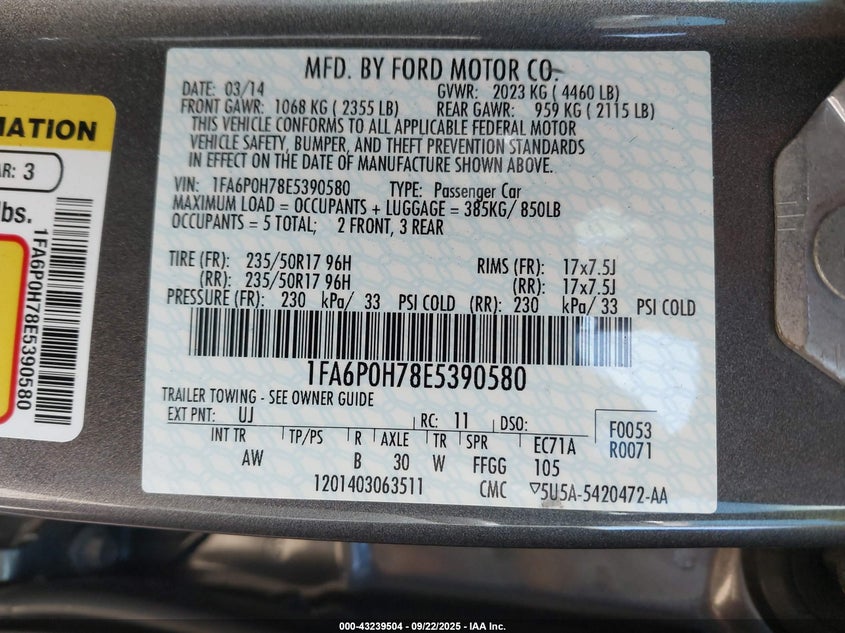 MFD. BY FORD MOTOR CO.
DATE: 03/14 GVWR: 2023 KG ( 4460 LB)
FRONT GAWR: 1068 KG ( 2355 LB) REAR GAWR: 959 KG ( 2115 LB)
THIS VEHICLE CONFORMS TO ALL APPLICABLE FEDERAL MOTOR
VEHICLE SAFETY, BUMPER, AND THEFT PREVENTION STANDARDS
IN EFFECT ON THE DATE OF MANUFACTURE SHOWN ABOVE.
VIN: 1FA6P0H78E5390580 TYPE: Passenger Car
MAXIMUM LOAD = OCCUPANTS + LUGGAGE = 385KG/ 850LB
OCCUPANTS = 5 TOTAL; 2 FRONT, 3 REAR
TIRE (FR): 235/50R17 96H RIMS (FR): 17x7.5J
(RR): 235/50R17 96H (RR): 17x7.5J
PRESSURE (FR): 230 kPa/ 33 PSI COLD (RR): 230 kPa/ 33 PSI COLD
1FA6P0H78E5390580
TRAILER TOWING - SEE OWNER GUIDE
EXT PNT: UJ RC: 11 DSO: F0053
INT TR TP/PS R AXLE TR SPR EC71A R0071
AW B 30 W FFGG 105
1201403063511 CMC ▽5U5A-5420472-AA
MATION
AR: 3
lbs.
1FA6P0H78E5390580
000-43239504 - 09/22/2025 - IAA Inc.